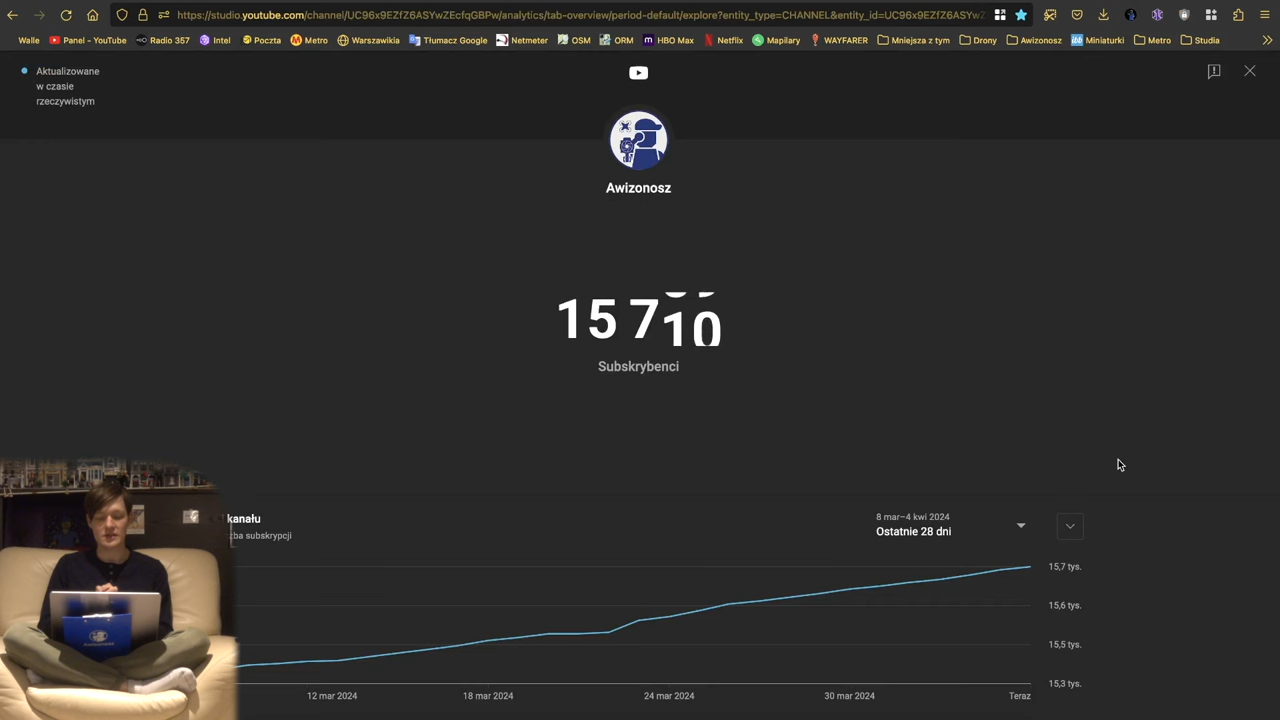 https://studio.youtube.com/channel/UC96x9EZfZ6ASYwZEcfqGBPw/analytics/tab-overview/period-default/explore?entity_type=CHANNEL&entity_id=UC96x9EZfZ6ASYwZ
Walle Panel - YouTube Radio 357 Intel Poczta Metro Warszawikia Tłumacz Google Netmeter OSM ORM HBO Max Netflix Mapilary WAYFARER Mniejsza z tym Drony Awizonosz Miniaturki Metro Studia
Aktualizowane
w czasie
rzeczywistym
Awizonosz
15 710
Subskrybenci
kanału
zba subskrypcji
8 mar–4 kwi 2024
Ostatnie 28 dni
15,7 tys.
15,6 tys.
15,5 tys.
15,3 tys.
12 mar 2024 18 mar 2024 24 mar 2024 30 mar 2024 Teraz